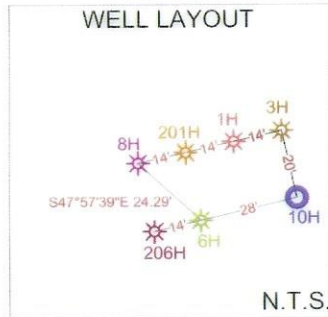 WELL LAYOUT
3H
1H
201H
8H
14'
14'
14'
20'
S47°57'39"E 24.29'
28'
14'
10H
6H
206H
N.T.S.